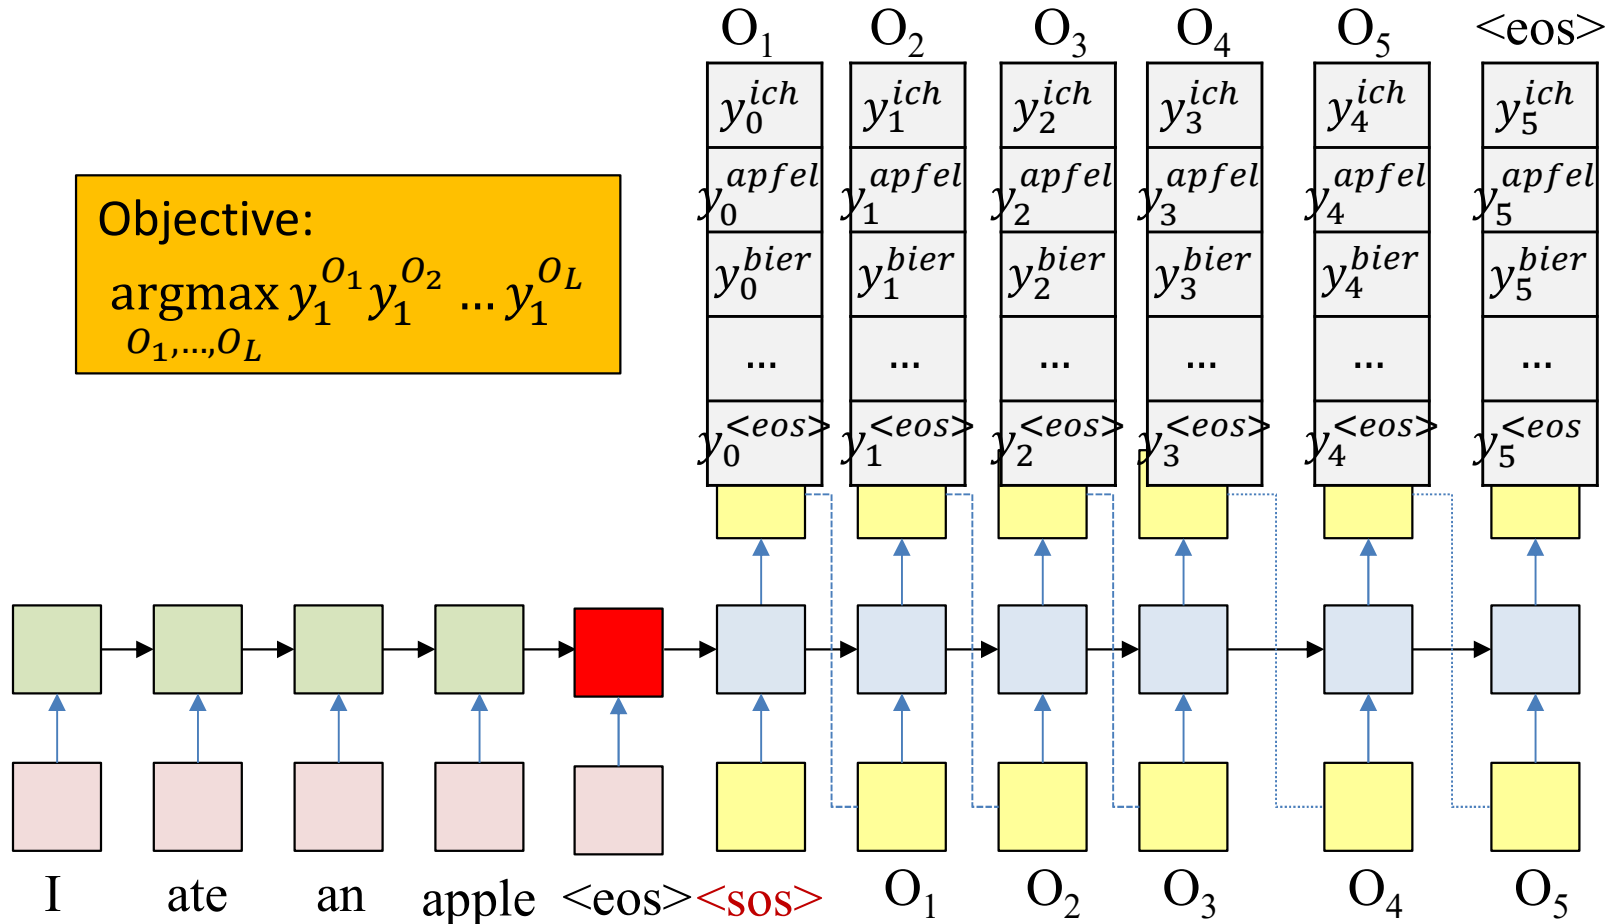 O₁ O₂ O₃ O₄ O₅ <eos>
y₀^{ich} y₁^{ich} y₂^{ich} y₃^{ich} y₄^{ich} y₅^{ich}
y₀^{apfel} y₁^{apfel} y₂^{apfel} y₃^{apfel} y₄^{apfel} y₅^{apfel}
y₀^{bier} y₁^{bier} y₂^{bier} y₃^{bier} y₄^{bier} y₅^{bier}
... ... ... ... ... ...
y₀^{<eos>} y₁^{<eos>} y₂^{<eos>} y₃^{<eos>} y₄^{<eos>} y₅^{<eos}
Objective:
argmax y₁^{O₁} y₁^{O₂} ... y₁^{O_L}
O₁,...,O_L
I ate an apple <eos> <sos> O₁ O₂ O₃ O₄ O₅